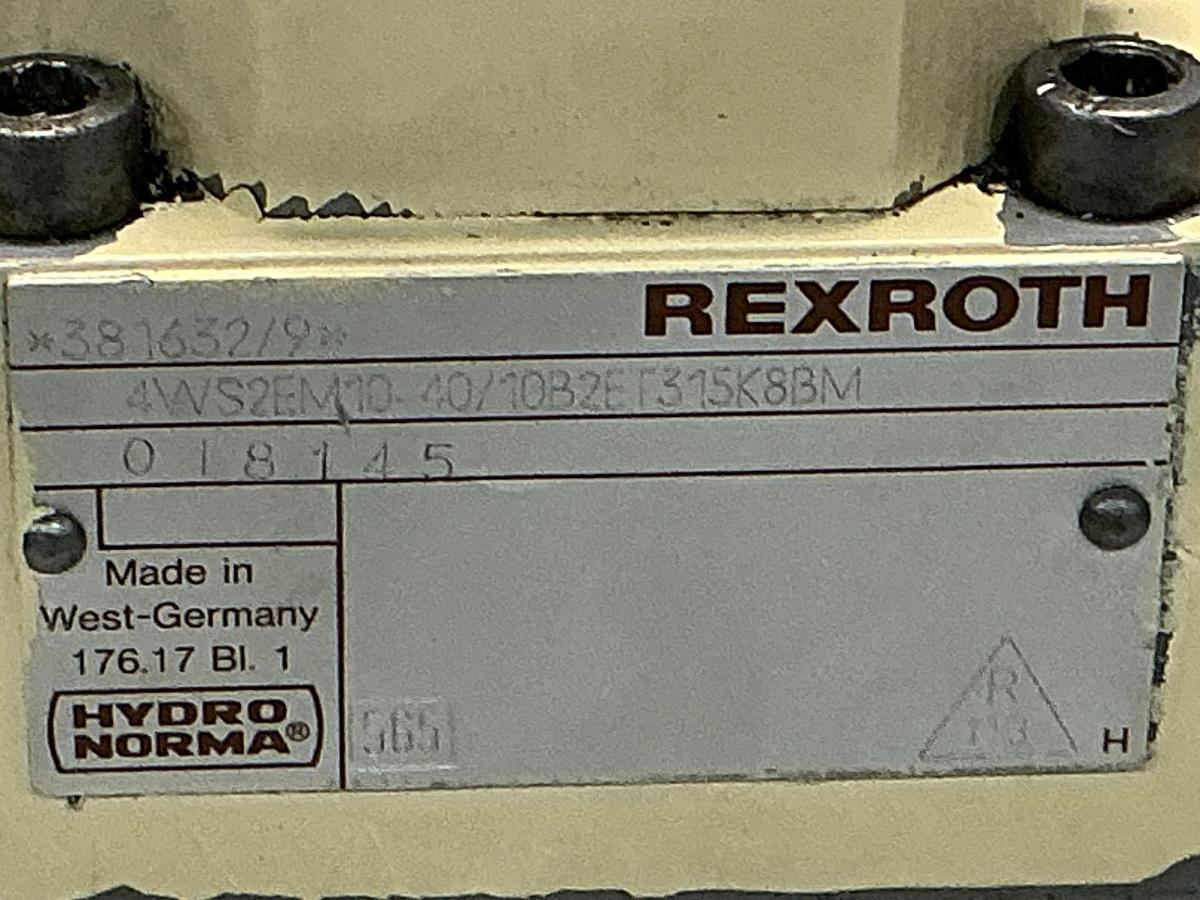 REXROTH
*381632/9*
4WS2EM10-40/10B2ET315K8BM
018145
Made in
West-Germany
176.17 Bl. 1
HYDRO
NORMA®
565
R
H